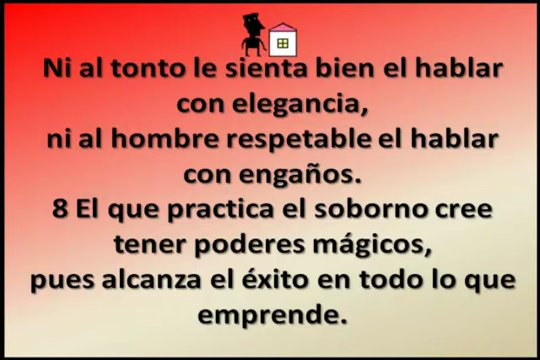 Ni al tonto le sienta bien el hablar
con elegancia,
ni al hombre respetable el hablar
con engaños.
8 El que practica el soborno cree
tener poderes mágicos,
pues alcanza el éxito en todo lo que
emprende.